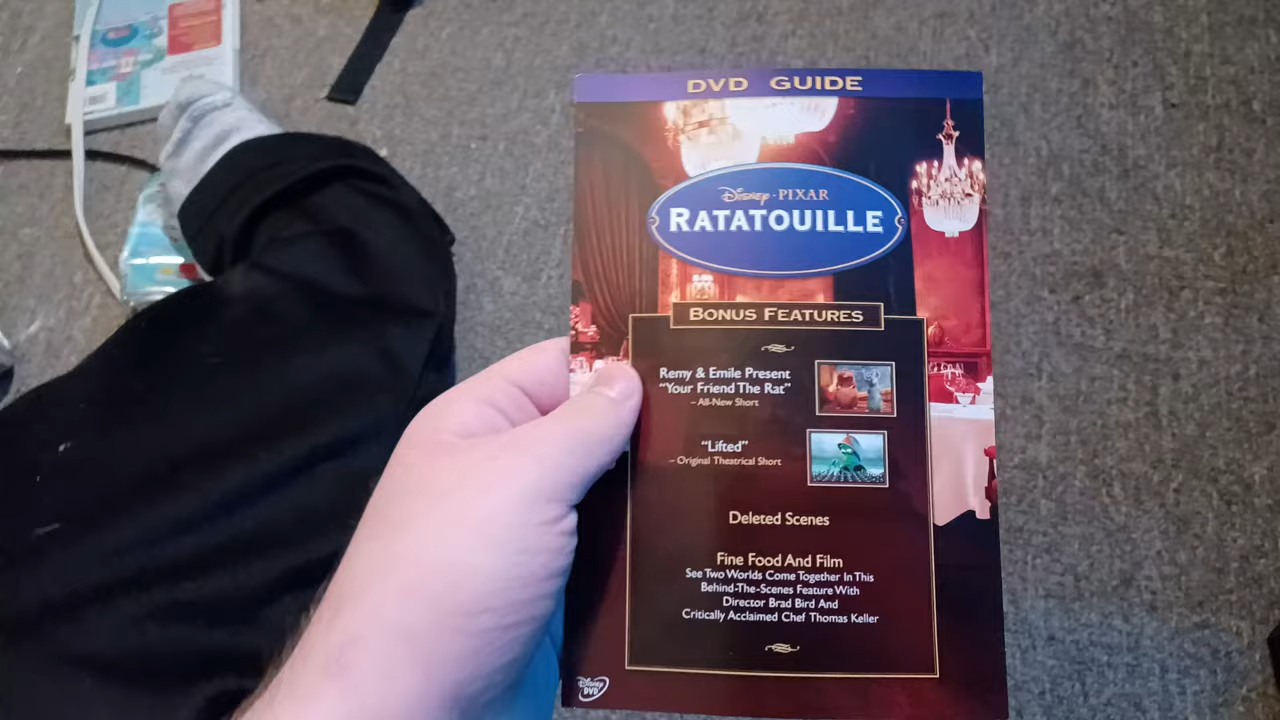 DVD GUIDE
Disney · PIXAR
RATATOUILLE
BONUS FEATURES
Remy & Emile Present
"Your Friend The Rat"
– All-New Short
"Lifted"
– Original Theatrical Short
Deleted Scenes
Fine Food And Film
See Two Worlds Come Together In This
Behind-The-Scenes Feature With
Director Brad Bird And
Critically Acclaimed Chef Thomas Keller
Disney
DVD